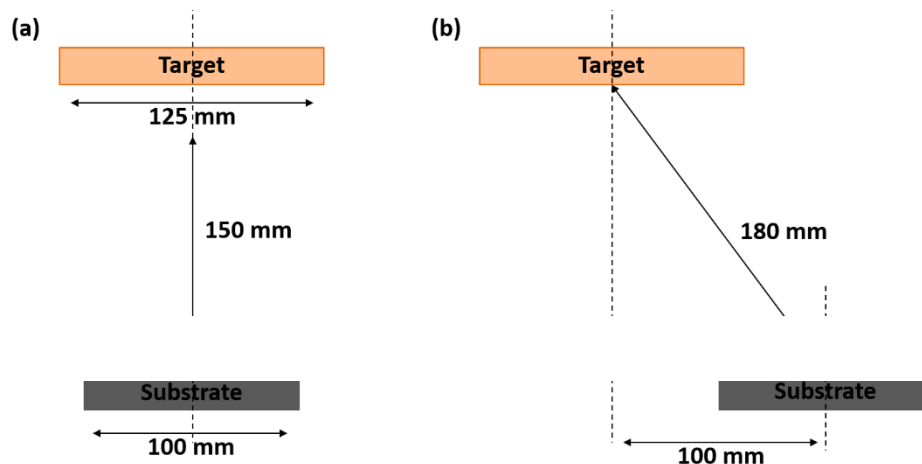 (a)
Target
125 mm
150 mm
Substrate
100 mm
(b)
Target
180 mm
Substrate
100 mm